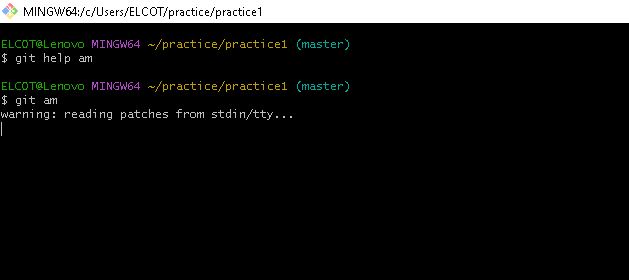 MINGW64:/c/Users/ELCOT/practice/practice1
ELCOT@Lenovo MINGW64 ~/practice/practice1 (master)
$ git help am
ELCOT@Lenovo MINGW64 ~/practice/practice1 (master)
$ git am
warning: reading patches from stdin/tty...